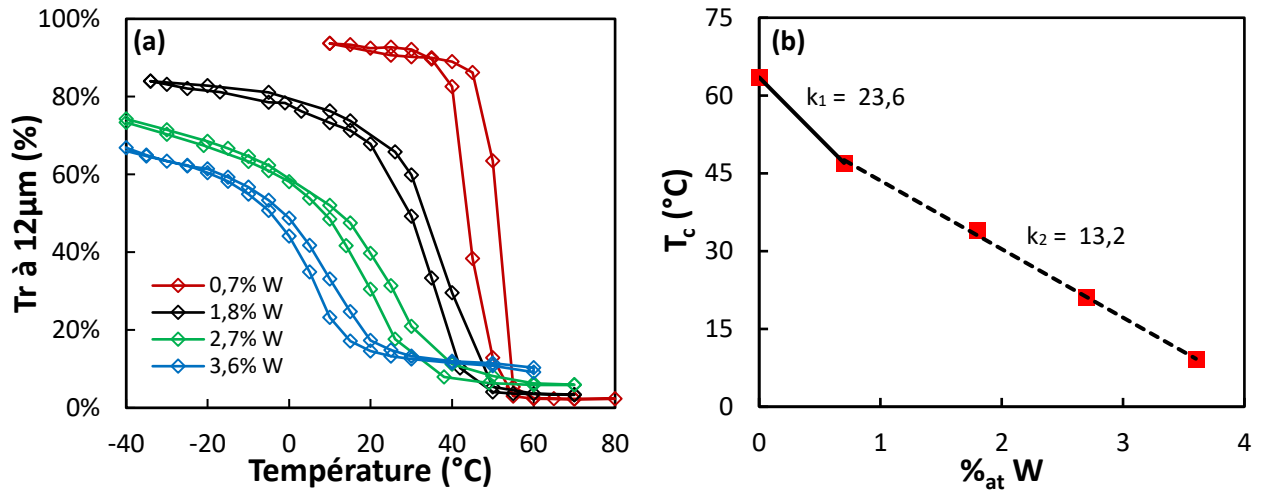 (a)
Tr à 12µm (%)
100%
80%
60%
40%
20%
0%
0,7% W
1,8% W
2,7% W
3,6% W
-40 -20 0 20 40 60 80
Température (°C)
(b)
T_c (°C)
75
60
45
30
15
0
k₁ = 23,6
k₂ = 13,2
0 1 2 3 4
%at W